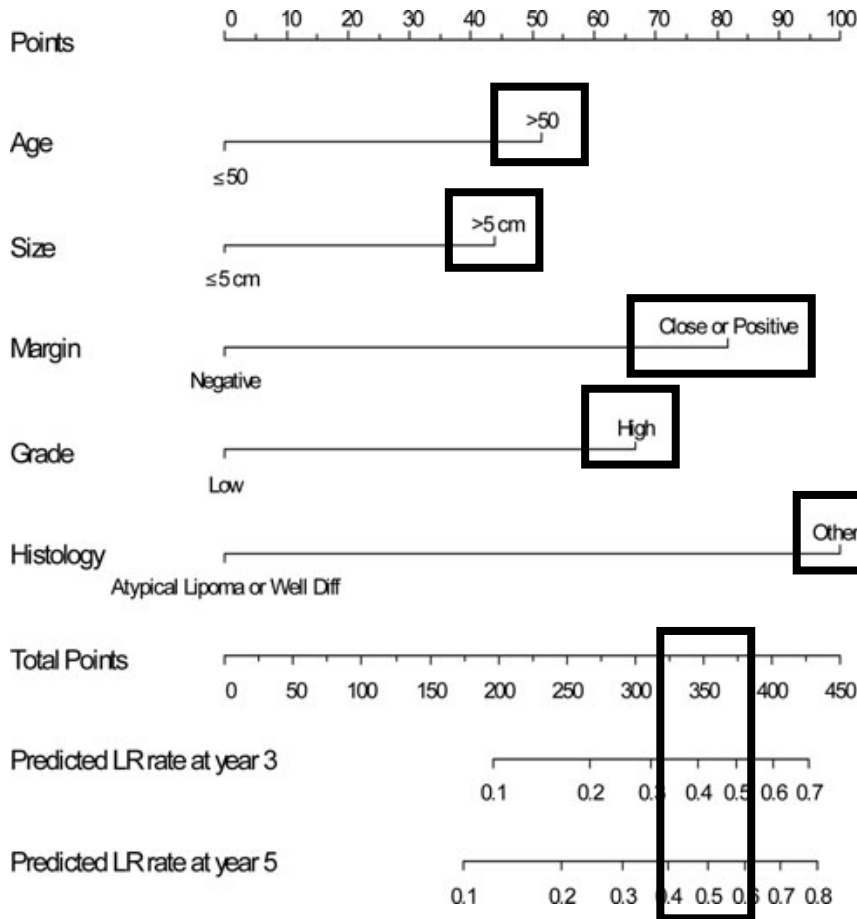 0 10 20 30 40 50 60 70 80 90 100
Points
>50
Age
≤50
>5 cm
Size
≤5 cm
Close or Positive
Margin
Negative
High
Grade
Low
Other
Histology
Atypical Lipoma or Well Diff
Total Points
0 50 100 150 200 250 300 350 400 450
Predicted LR rate at year 3
0.1 0.2 0.3 0.4 0.5 0.6 0.7
Predicted LR rate at year 5
0.1 0.2 0.3 0.4 0.5 0.6 0.7 0.8